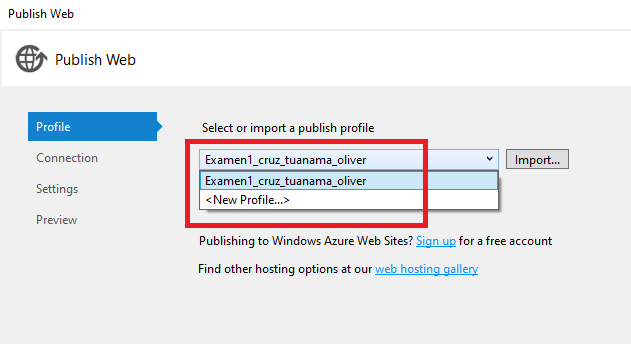 Publish Web
Publish Web
Profile
Select or import a publish profile
Connection
Examen1_cruz_tuanama_oliver
Import...
Examen1_cruz_tuanama_oliver
Settings
<New Profile...>
Preview
Publishing to Windows Azure Web Sites? Sign up for a free account
Find other hosting options at our web hosting gallery